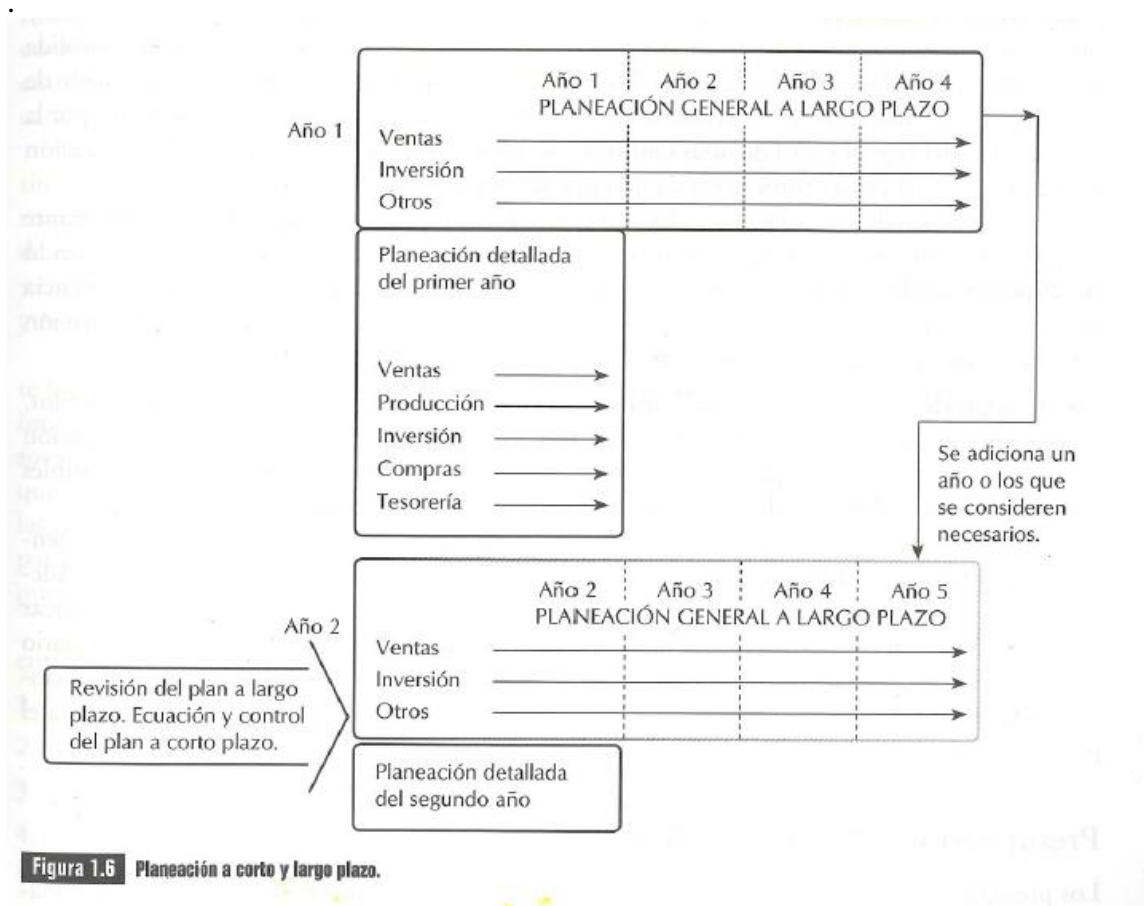 .
Año 1 Año 2 Año 3 Año 4
PLANEACIÓN GENERAL A LARGO PLAZO
Año 1
Ventas
Inversión
Otros
Planeación detallada
del primer año
Ventas
Producción
Inversión
Compras
Tesorería
Se adiciona un
año o los que
se consideren
necesarios.
Año 2 Año 3 Año 4 Año 5
PLANEACIÓN GENERAL A LARGO PLAZO
Año 2
Ventas
Inversión
Otros
Revisión del plan a largo
plazo. Ecuación y control
del plan a corto plazo.
Planeación detallada
del segundo año
Figura 1.6 Planeación a corto y largo plazo.